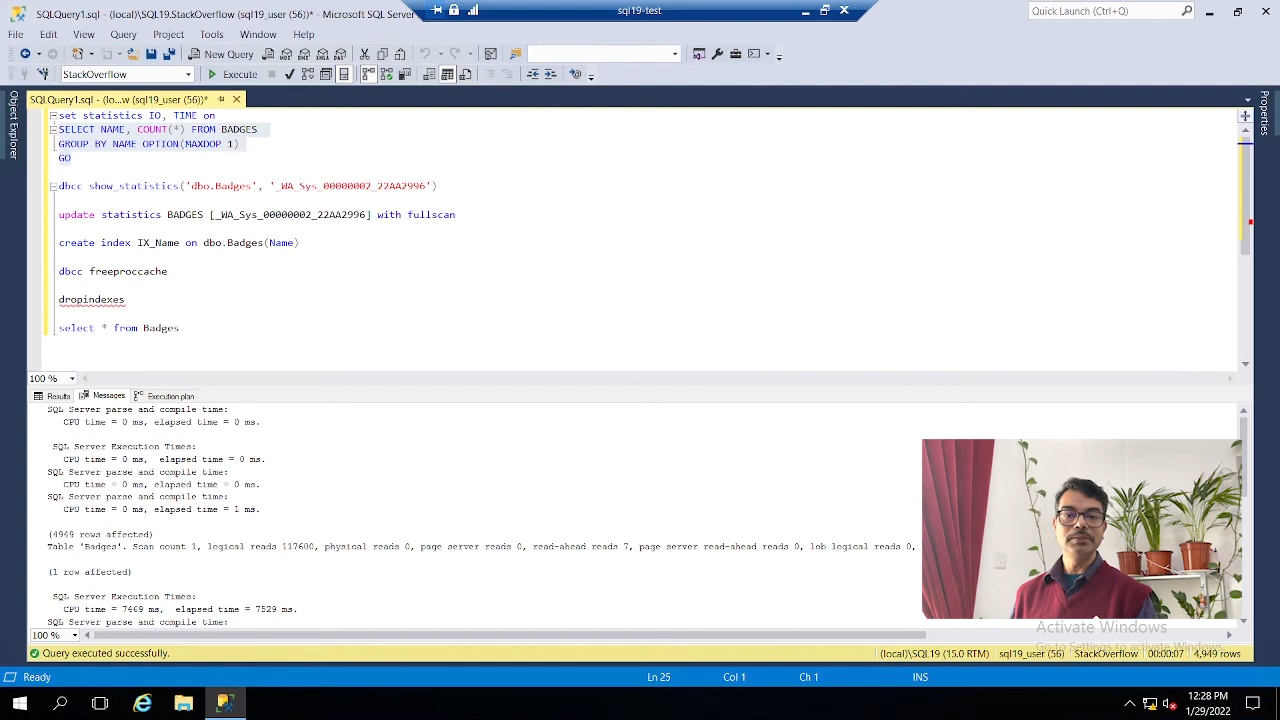 SQLQuery1.sql - (local)\SQL19.StackOverflow (sql19_user (56))* - Microsoft SQL Server
sql19-test
Quick Launch (Ctrl+Q)
File Edit View Query Project Tools Window Help
New Query
StackOverflow
Execute
Object Explorer
SQLQuery1.sql - (lo...w (sql19_user (56))*
Properties
set statistics IO, TIME on
SELECT NAME, COUNT(*) FROM BADGES
GROUP BY NAME OPTION(MAXDOP 1)
GO
dbcc show_statistics('dbo.Badges', '_WA_Sys_00000002_22AA2996')
update statistics BADGES [_WA_Sys_00000002_22AA2996] with fullscan
create index IX_Name on dbo.Badges(Name)
dbcc freeproccache
dropindexes
select * from Badges
100 %
Results Messages Execution plan
SQL Server parse and compile time:
CPU time = 0 ms, elapsed time = 0 ms.
SQL Server Execution Times:
CPU time = 0 ms,  elapsed time = 0 ms.
SQL Server parse and compile time:
CPU time = 0 ms, elapsed time = 0 ms.
SQL Server parse and compile time:
CPU time = 0 ms, elapsed time = 1 ms.
(4949 rows affected)
Table 'Badges'. Scan count 1, logical reads 117600, physical reads 0, page server reads 0, read-ahead reads 7, page server read-ahead reads 0, lob logical reads 0,
(1 row affected)
SQL Server Execution Times:
CPU time = 7469 ms,  elapsed time = 7529 ms.
SQL Server parse and compile time:
100 %
Activate Windows
Go to Settings to activate Windows.
Query executed successfully.
(local)\SQL19 (15.0 RTM) sql19_user (56) StackOverflow 00:00:07 4,949 rows
Ready
Ln 25 Col 1 Ch 1 INS
12:28 PM
1/29/2022